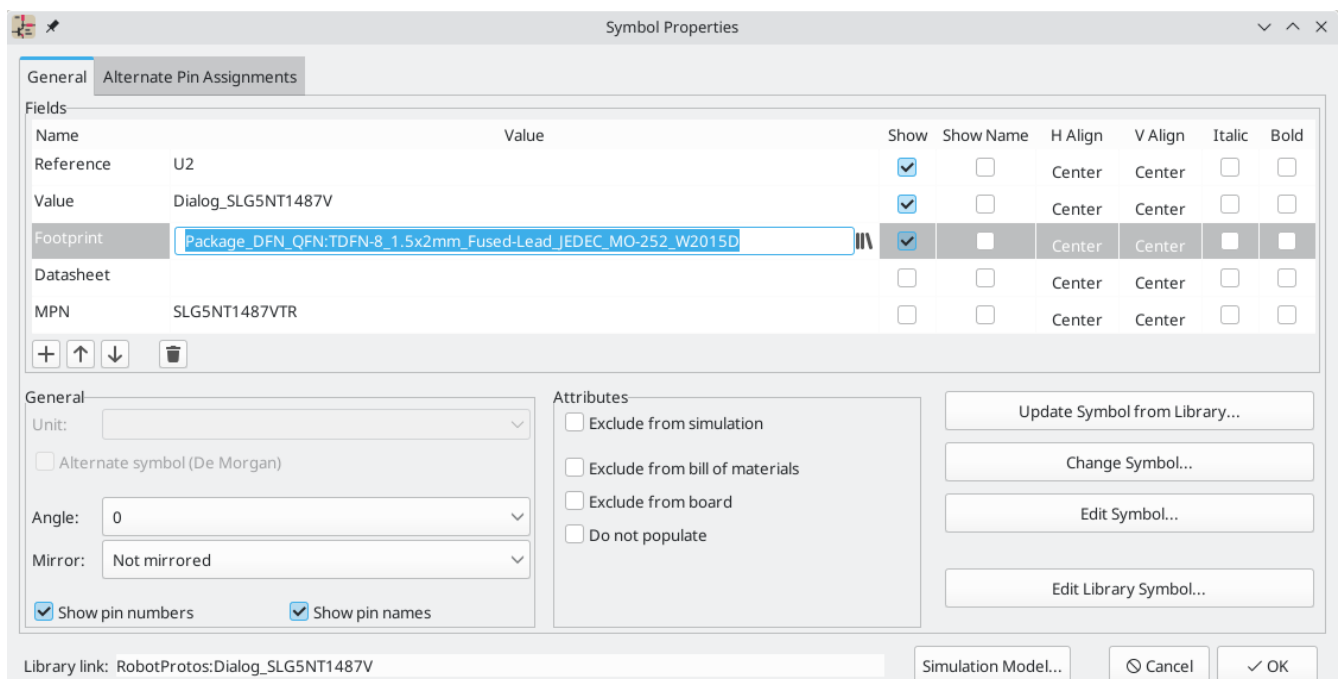 Symbol Properties
General Alternate Pin Assignments
Fields
Name Value Show Show Name H Align V Align Italic Bold
Reference U2 Center Center
Value Dialog_SLG5NT1487V Center Center
Footprint Package_DFN_QFN:TDFN-8_1.5x2mm_Fused-Lead_JEDEC_MO-252_W2015D Center Center
Datasheet Center Center
MPN SLG5NT1487VTR Center Center
General
Unit:
Alternate symbol (De Morgan)
Angle: 0
Mirror: Not mirrored
Show pin numbers Show pin names
Attributes
Exclude from simulation
Exclude from bill of materials
Exclude from board
Do not populate
Update Symbol from Library...
Change Symbol...
Edit Symbol...
Edit Library Symbol...
Library link: RobotProtos:Dialog_SLG5NT1487V Simulation Model... Cancel OK